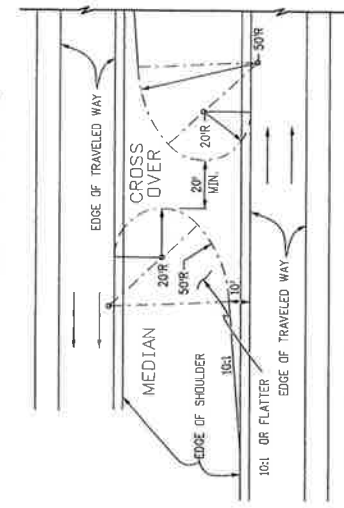 EDGE OF TRAVELED WAY
50'R
CROSS
OVER
20'R
20'
MIN.
20'R
50'R
MEDIAN
10'
10:1
EDGE OF SHOULDER
10:1 OR FLATTER
EDGE OF TRAVELED WAY